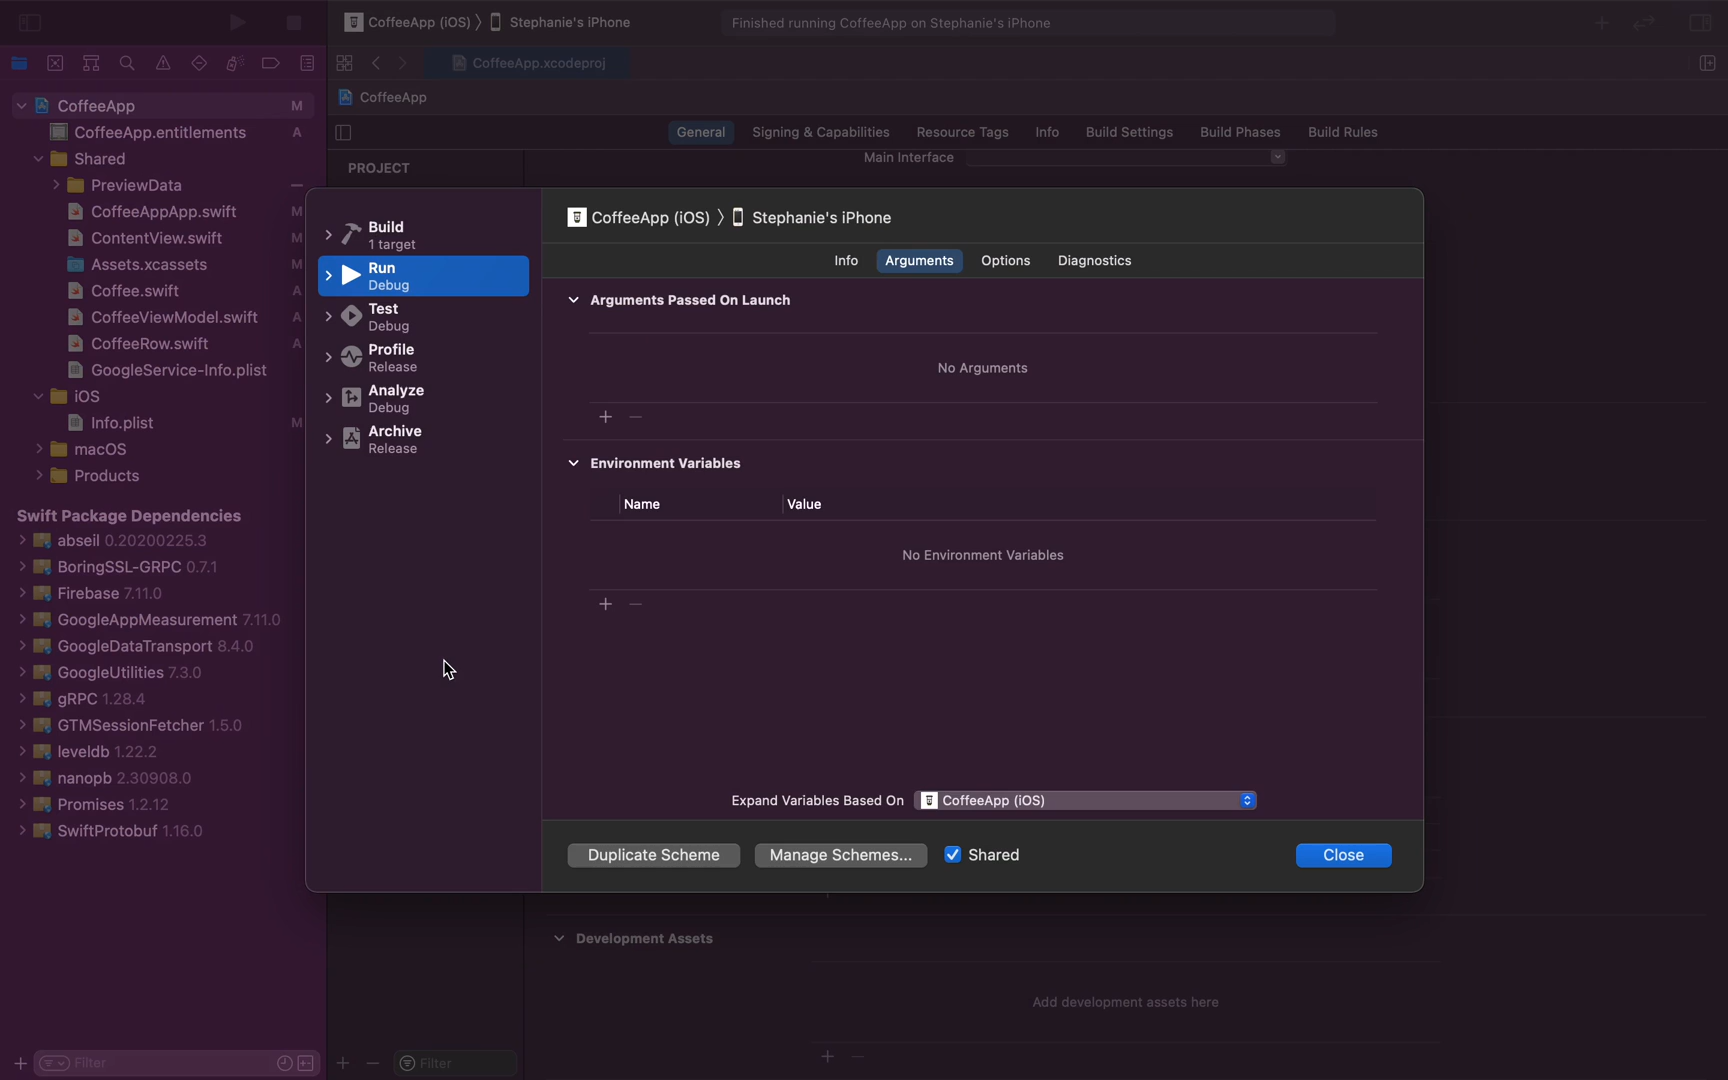 CoffeeApp (iOS) 〉 Stephanie's iPhone
Finished running CoffeeApp on Stephanie's iPhone
CoffeeApp.xcodeproj
CoffeeApp M
CoffeeApp.entitlements A
Shared
PreviewData
CoffeeAppApp.swift M
ContentView.swift M
Assets.xcassets M
Coffee.swift A
CoffeeViewModel.swift A
CoffeeRow.swift A
GoogleService-Info.plist
iOS
Info.plist M
macOS
Products
Swift Package Dependencies
abseil 0.20200225.3
BoringSSL-GRPC 0.7.1
Firebase 7.11.0
GoogleAppMeasurement 7.11.0
GoogleDataTransport 8.4.0
GoogleUtilities 7.3.0
gRPC 1.28.4
GTMSessionFetcher 1.5.0
leveldb 1.22.2
nanopb 2.30908.0
Promises 1.2.12
SwiftProtobuf 1.16.0
Filter
CoffeeApp
General Signing & Capabilities Resource Tags Info Build Settings Build Phases Build Rules
PROJECT
Main Interface
Build
1 target
Run
Debug
Test
Debug
Profile
Release
Analyze
Debug
Archive
Release
CoffeeApp (iOS) 〉 Stephanie's iPhone
Info Arguments Options Diagnostics
Arguments Passed On Launch
No Arguments
Environment Variables
Name Value
No Environment Variables
Expand Variables Based On CoffeeApp (iOS)
Duplicate Scheme Manage Schemes... Shared Close
Development Assets
Add development assets here
Filter